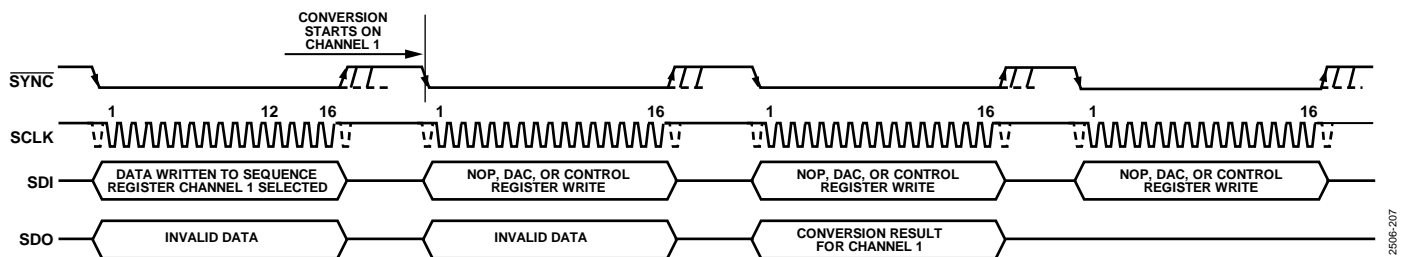 CONVERSION
STARTS ON
CHANNEL 1
SYNC
1 12 16 1 16 1 16 1 16
SCLK
SDI
DATA WRITTEN TO SEQUENCE
REGISTER CHANNEL 1 SELECTED
NOP, DAC, OR CONTROL
REGISTER WRITE
NOP, DAC, OR CONTROL
REGISTER WRITE
NOP, DAC, OR CONTROL
REGISTER WRITE
SDO
INVALID DATA
INVALID DATA
CONVERSION RESULT
FOR CHANNEL 1
2506-207